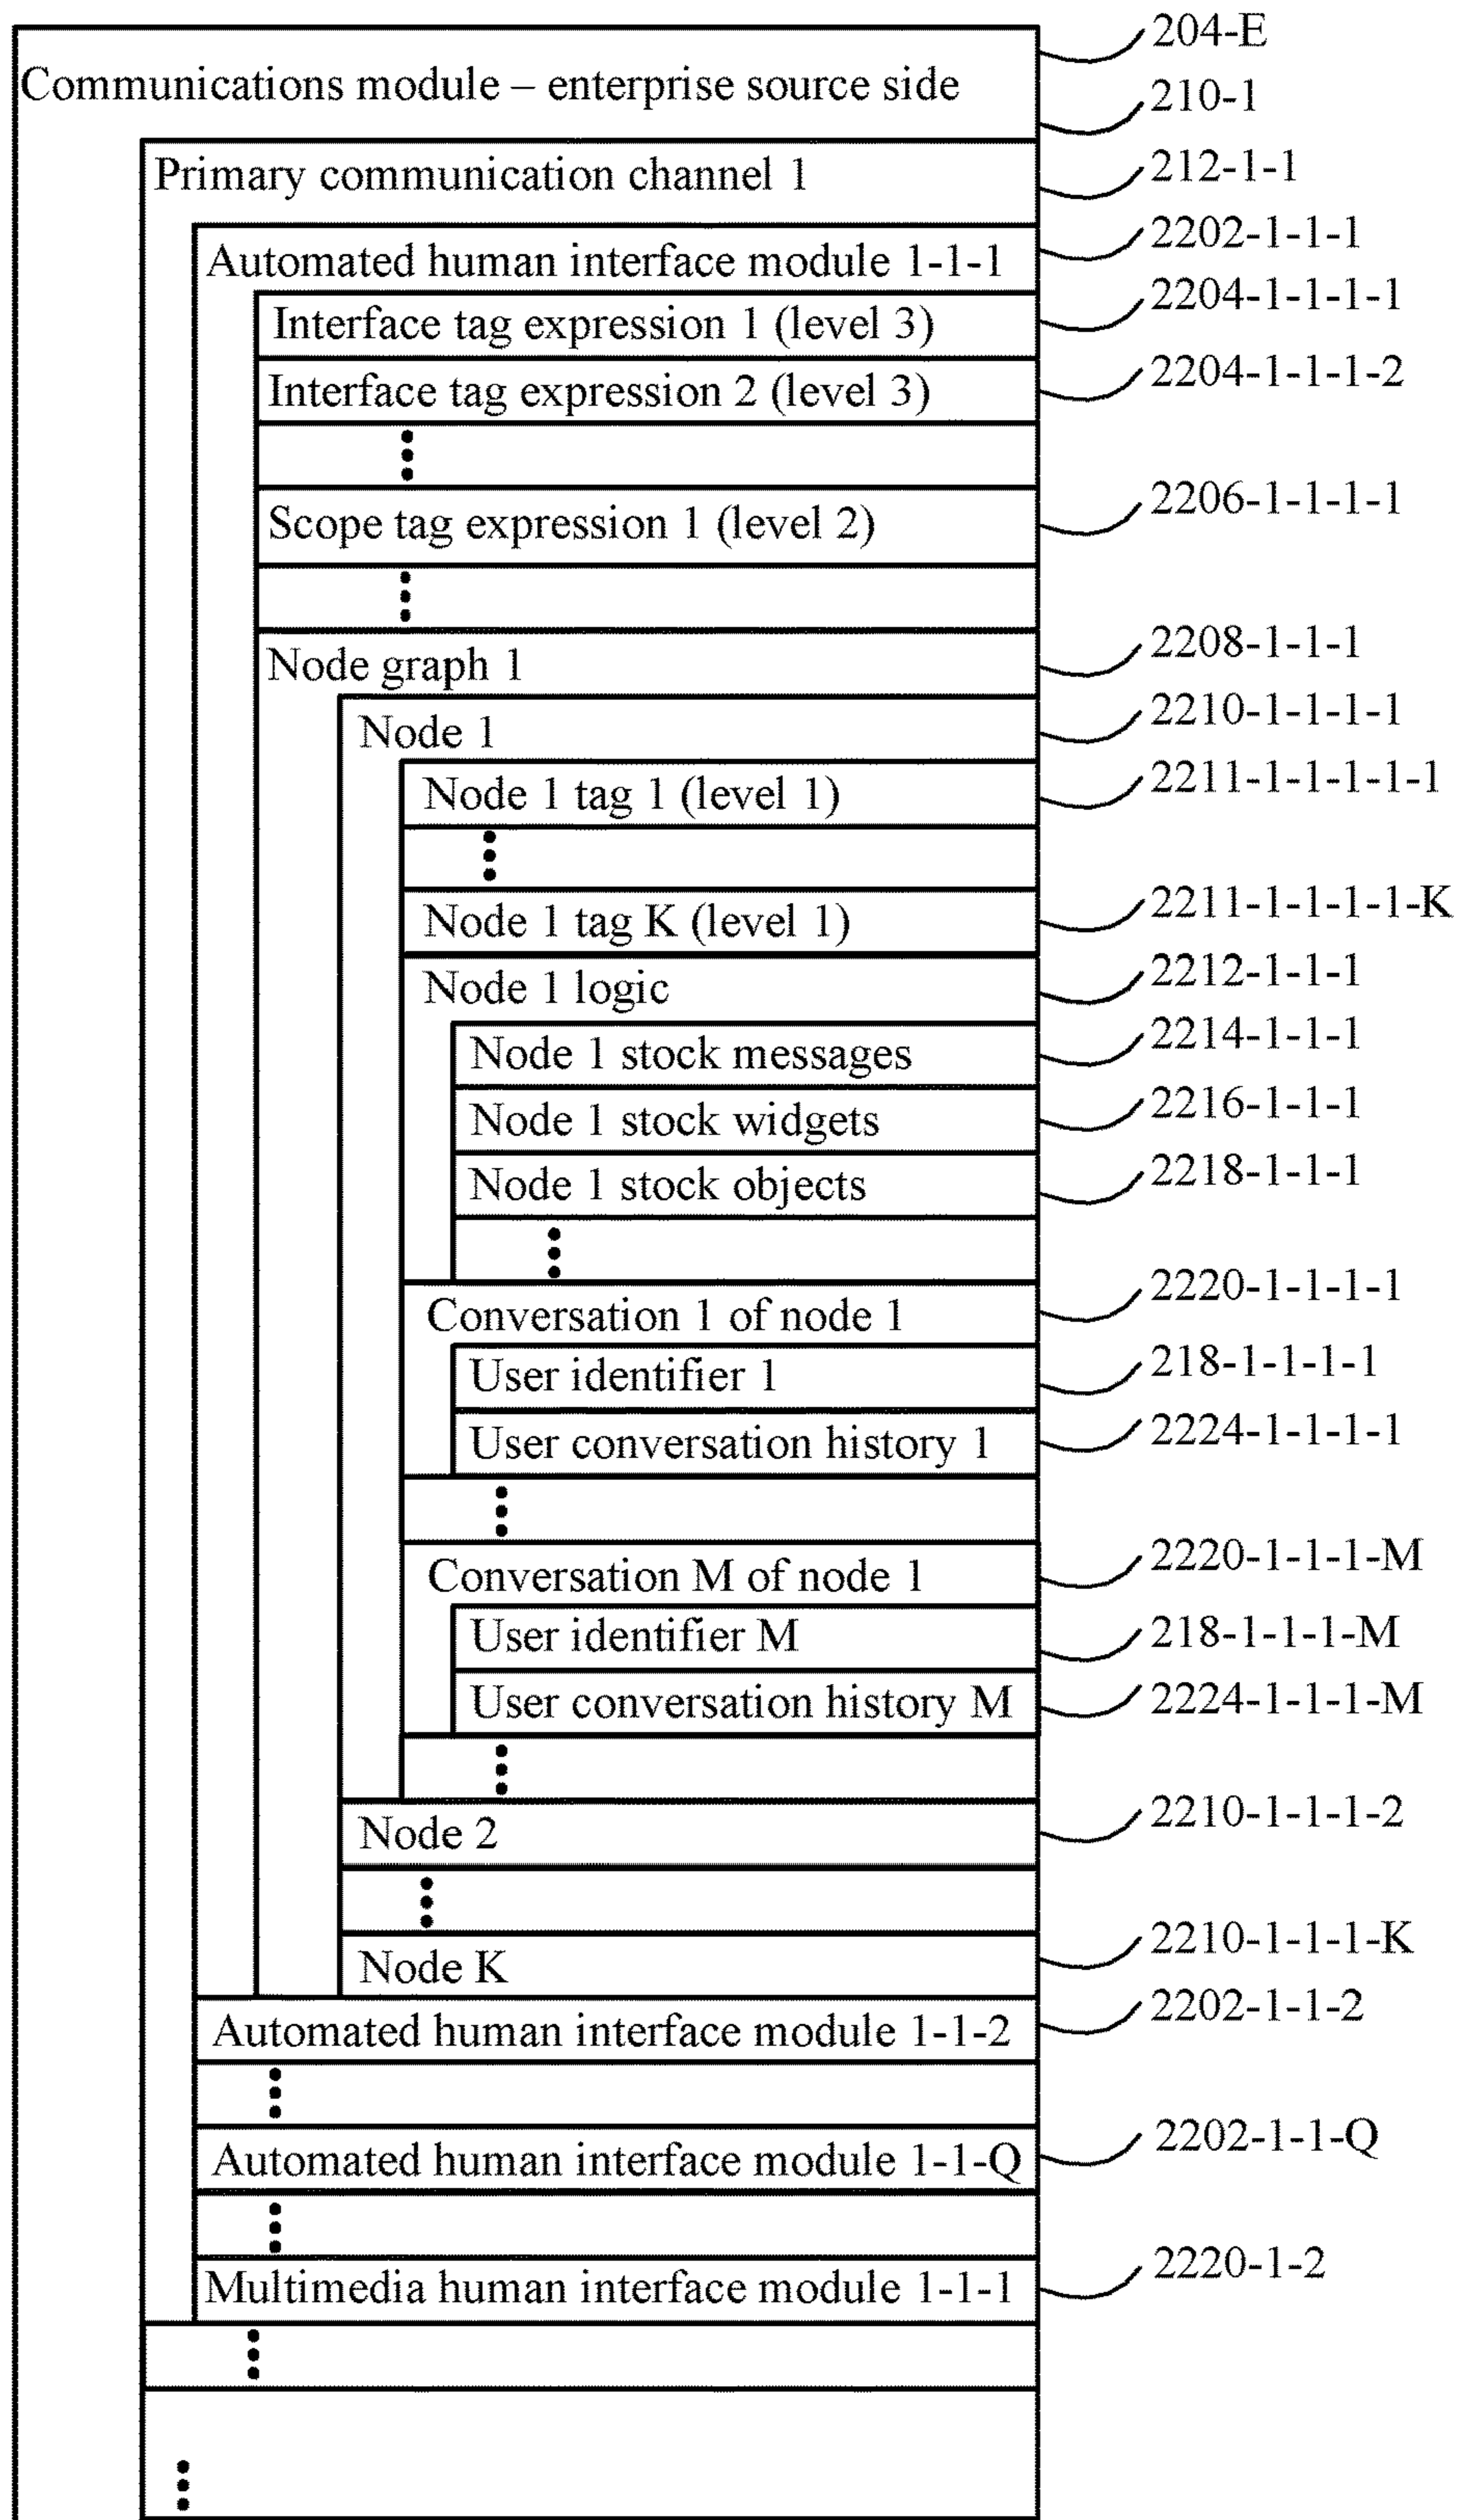 204-E
Communications module – enterprise source side
210-1
Primary communication channel 1
212-1-1
Automated human interface module 1-1-1
2202-1-1-1
Interface tag expression 1 (level 3)
2204-1-1-1-1
Interface tag expression 2 (level 3)
2204-1-1-1-2
Scope tag expression 1 (level 2)
2206-1-1-1-1
Node graph 1
2208-1-1-1
Node 1
2210-1-1-1-1
Node 1 tag 1 (level 1)
2211-1-1-1-1-1
Node 1 tag K (level 1)
2211-1-1-1-1-K
Node 1 logic
2212-1-1-1
Node 1 stock messages
2214-1-1-1
Node 1 stock widgets
2216-1-1-1
Node 1 stock objects
2218-1-1-1
Conversation 1 of node 1
2220-1-1-1-1
User identifier 1
218-1-1-1-1
User conversation history 1
2224-1-1-1-1
Conversation M of node 1
2220-1-1-1-M
User identifier M
218-1-1-1-M
User conversation history M
2224-1-1-1-M
Node 2
2210-1-1-1-2
Node K
2210-1-1-1-K
Automated human interface module 1-1-2
2202-1-1-2
Automated human interface module 1-1-Q
2202-1-1-Q
Multimedia human interface module 1-1-1
2220-1-2